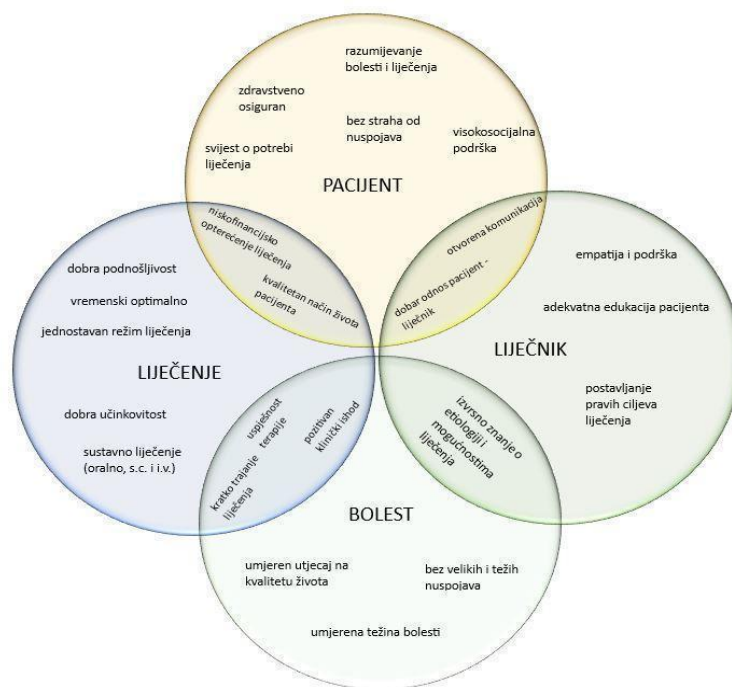 razumijevanje
bolesti i liječenja
zdravstveno
osiguran
bez straha od
nuspojava
visokosocijalna
podrška
svijest o potrebi
liječenja
PACIJENT
niskofinancijsko
opterećenje liječenja
kvalitetan način života
pacijenta
otvorena komunikacija
dobar odnos pacijent -
liječnik
dobra podnošljivost
vremenski optimalno
jednostavan režim liječenja
LIJEČENJE
dobra učinkovitost
sustavno liječenje
(oralno, s.c. i i.v.)
empatija i podrška
adekvatna edukacija pacijenta
LIJEČNIK
postavljanje
pravih ciljeva
liječenja
uspješnost
terapije
pozitivan
klinički ishod
kratko trajanje
liječenja
izvrsno znanje o
etiologiji i
mogućnostima
liječenja
BOLEST
umjeren utjecaj na
kvalitetu života
bez velikih i težih
nuspojava
umjerena težina bolesti